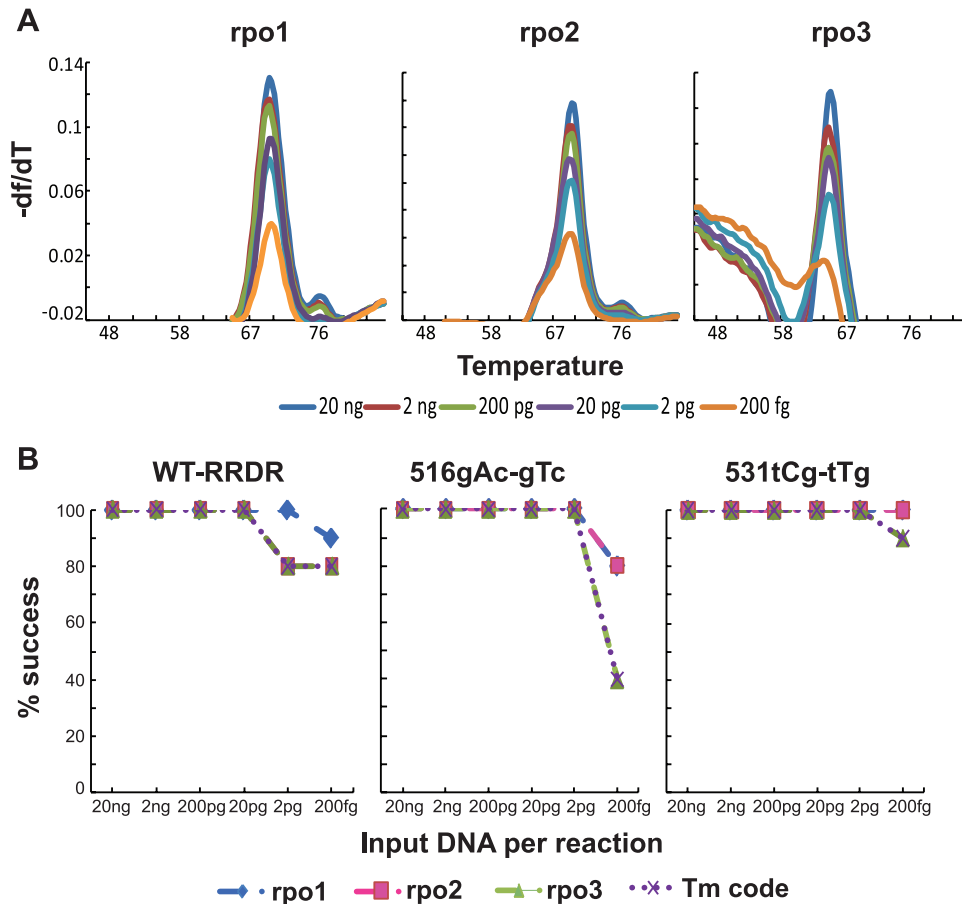 A
rpo1 rpo2 rpo3
-df/dT
0.14
0.1
0.06
0.02
-0.02
48 58 67 76 48 58 67 76 48 58 67 76
Temperature
20 ng 2 ng 200 pg 20 pg 2 pg 200 fg
B
WT-RRDR 516gAc-gTc 531tCg-tTg
% success
100
80
60
40
20
0
20ng 2ng 200pg 20pg 2pg 200fg 20ng 2ng 200pg 20pg 2pg 200fg 20ng 2ng 200pg 20pg 2pg 200fg
Input DNA per reaction
rpo1 rpo2 rpo3 Tm code